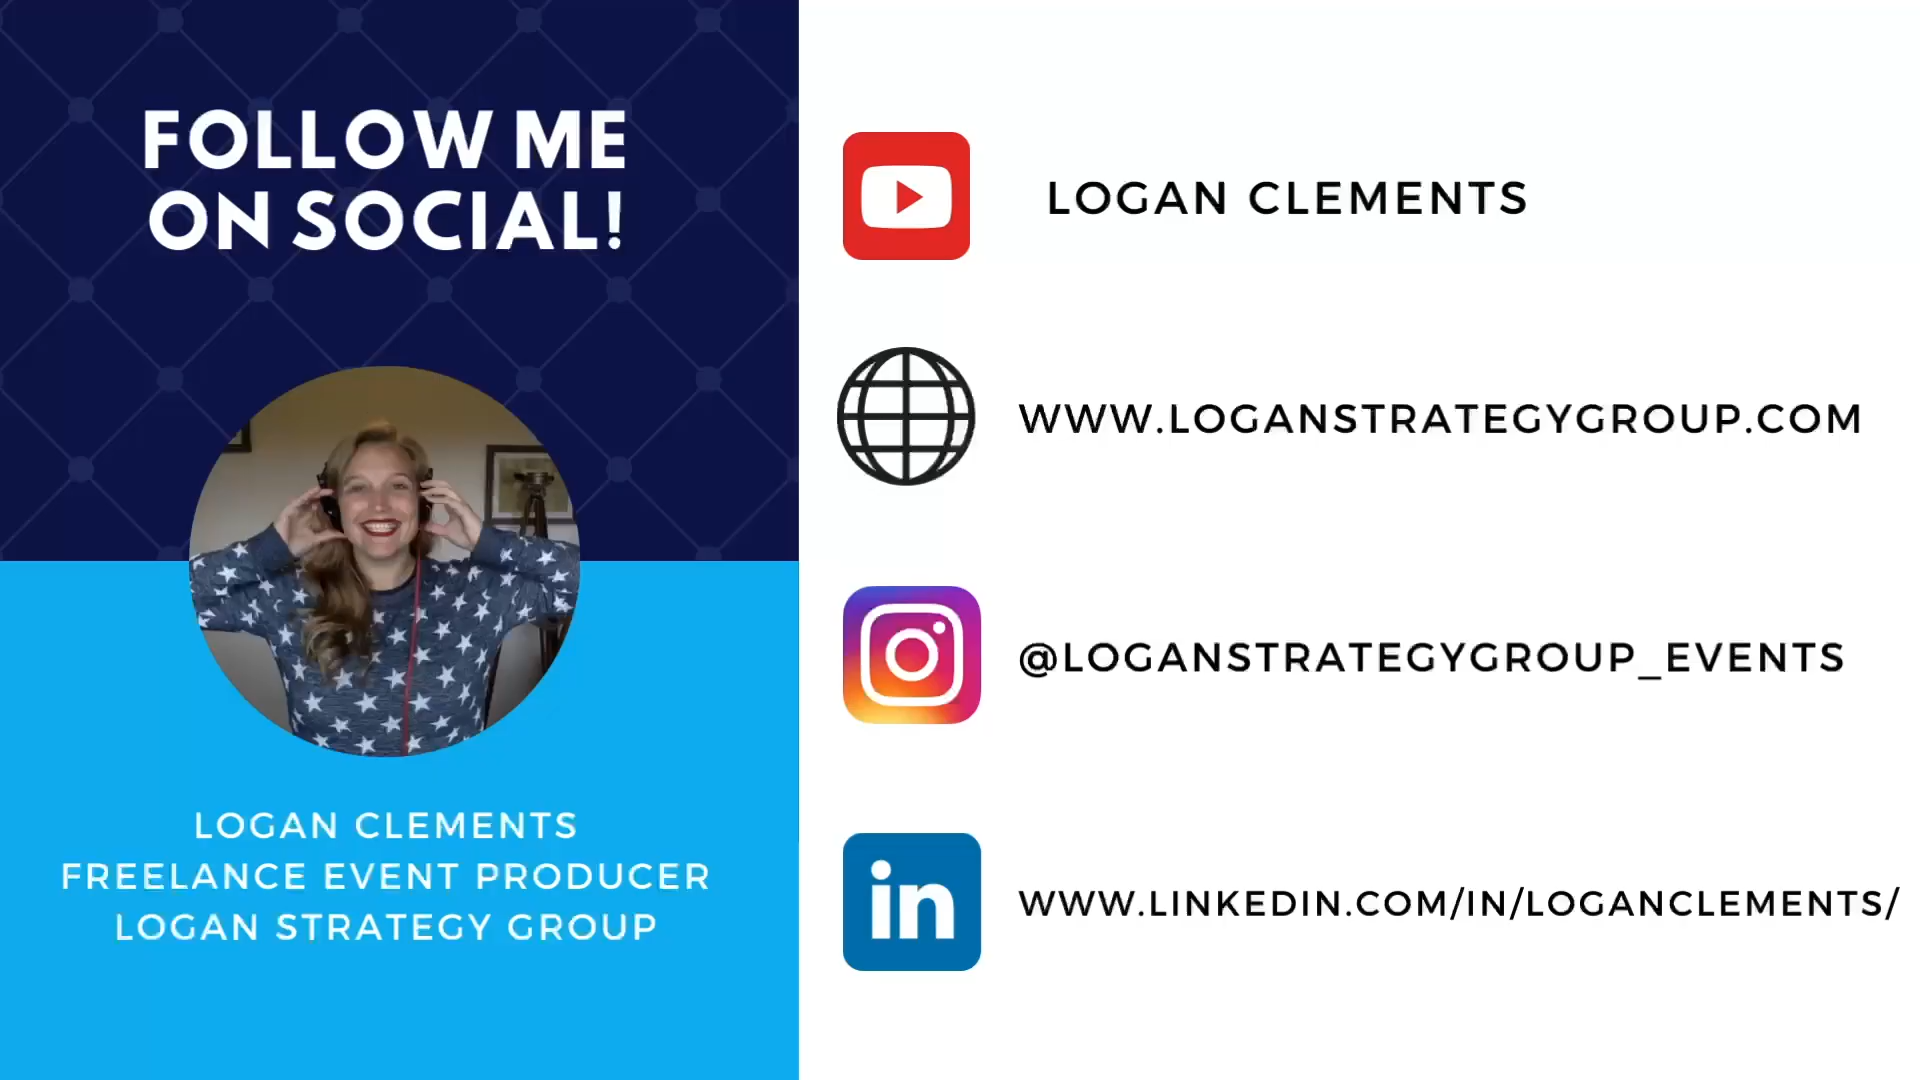 FOLLOW ME
ON SOCIAL!
LOGAN CLEMENTS
FREELANCE EVENT PRODUCER
LOGAN STRATEGY GROUP
LOGAN CLEMENTS
WWW.LOGANSTRATEGYGROUP.COM
@LOGANSTRATEGYGROUP_EVENTS
in
WWW.LINKEDIN.COM/IN/LOGANCLEMENTS/